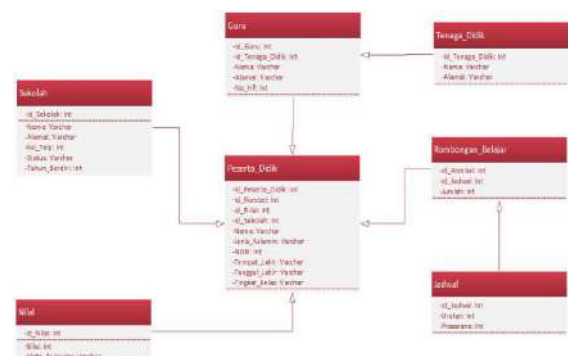 Guru
-Id_Guru: Int
-Id_Tenaga_Didik: Int
-Nama: Varchar
-Alamat: Varchar
-No_HP: Int
Tenaga_Didik
-Id_Tenaga_Didik: Int
-Nama: Varchar
-Alamat: Varchar
Sekolah
-Id_Sekolah: Int
-Nama: Varchar
-Alamat: Varchar
-No_Telp: Int
-Status: Varchar
-Tahun_Berdiri: Int
Peserta_Didik
-Id_Peserta_Didik: Int
-Id_Rombel: Int
-Id_Nilai: Int
-Id_Sekolah: Int
-Nama: Varchar
-Jenis_Kelamin: Varchar
-NISN: Int
-Tempat_Lahir: Varchar
-Tanggal_Lahir: Varchar
-Tingkat_Kelas: Varchar
Rombongan_Belajar
-Id_Rombel: Int
-Id_Jadwal: Int
-Jumlah: Int
Jadwal
-Id_Jadwal: Int
-Prasarana: Int
Nilai
-Id_Nilai: Int
-Nilai: Int